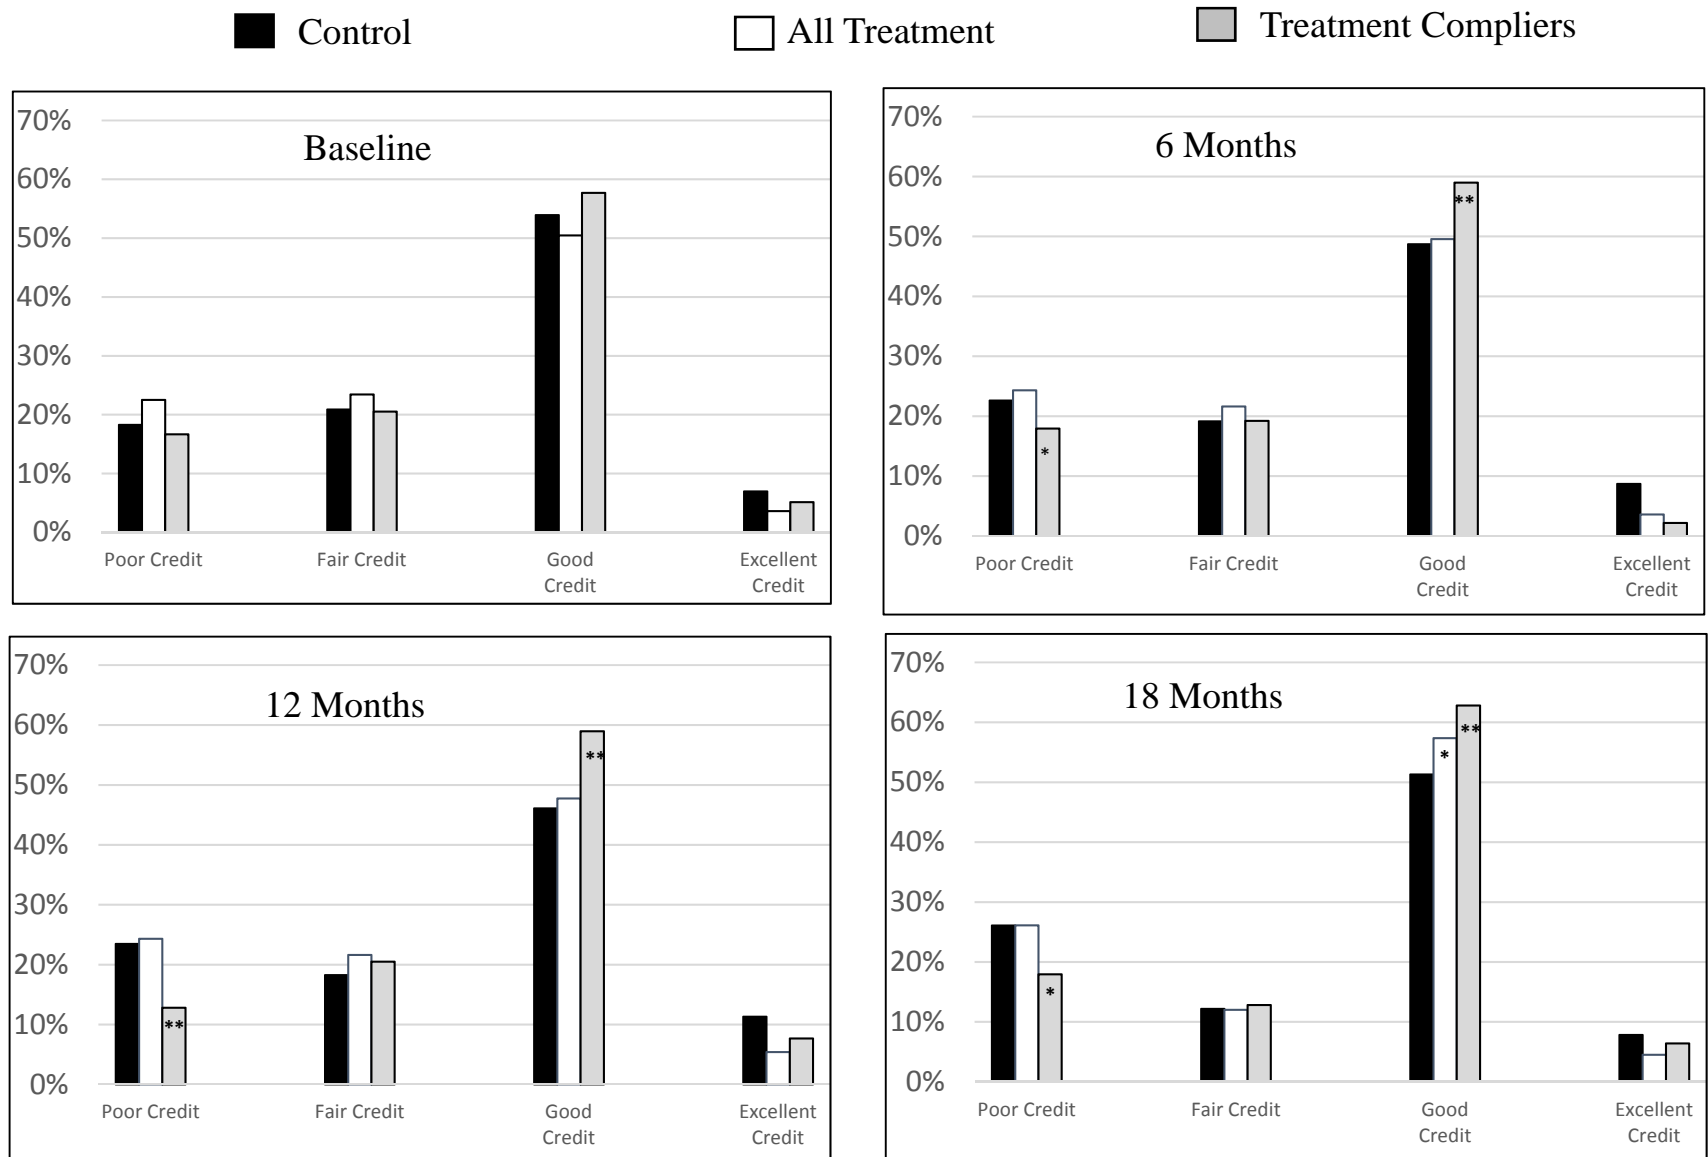 Control
All Treatment
Treatment Compliers
Baseline
70%
60%
50%
40%
30%
20%
10%
0%
Poor Credit
Fair Credit
Good
Credit
Excellent
Credit
6 Months
70%
60%
50%
40%
30%
20%
10%
0%
*
**
Poor Credit
Fair Credit
Good
Credit
Excellent
Credit
12 Months
70%
60%
50%
40%
30%
20%
10%
0%
**
**
Poor Credit
Fair Credit
Good
Credit
Excellent
Credit
18 Months
70%
60%
50%
40%
30%
20%
10%
0%
*
*
**
Poor Credit
Fair Credit
Good
Credit
Excellent
Credit